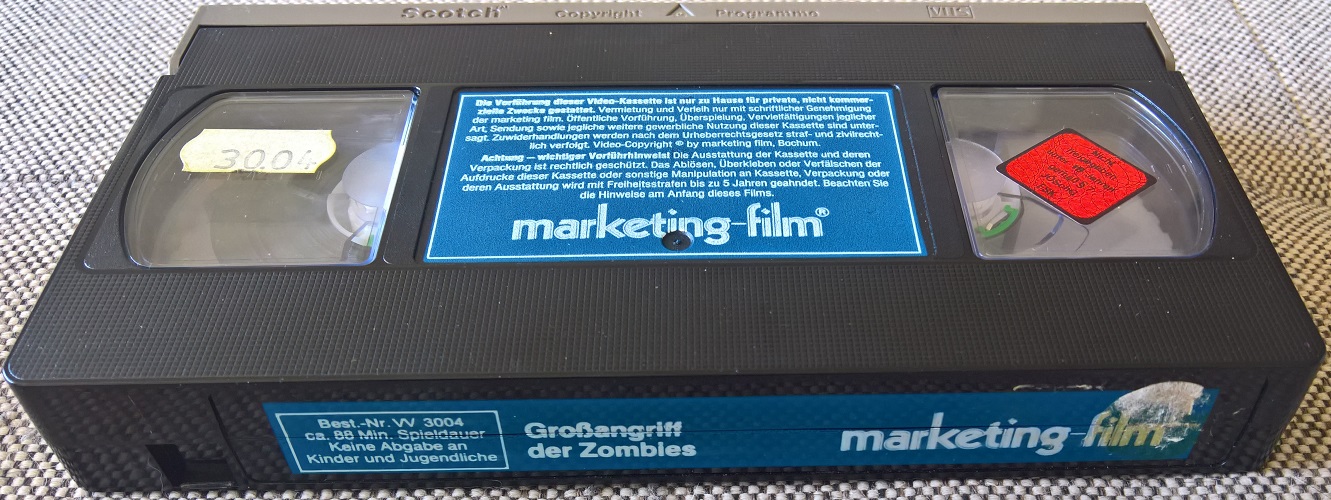 Scotch Copyright Programme VHS
30.04
Die Vorführung dieser Video-Kassette ist nur zu Hause für private, nicht kommer-
zielle Zwecke gestattet. Vermietung und Verleih nur mit schriftlicher Genehmigung
der marketing film. Öffentliche Vorführung, Überspielung, Vervielfältigungen jeglicher
Art, Sendung sowie jegliche weitere gewerbliche Nutzung dieser Kassette sind unter-
sagt. Zuwiderhandlungen werden nach dem Urheberrechtsgesetz straf- und zivilrecht-
lich verfolgt. Video-Copyright © by marketing film, Bochum.
Achtung – wichtiger Vorführhinweis! Die Ausstattung der Kassette und deren
Verpackung ist rechtlich geschützt. Das Ablösen, Überkleben oder Verfälschen der
Aufdrucke dieser Kassette oder sonstige Manipulation an Kassette, Verpackung oder
deren Ausstattung wird mit Freiheitsstrafen bis zu 5 Jahren geahndet. Beachten Sie
die Hinweise am Anfang dieses Films.
marketing-film®
Nicht
freigegeben
JÖSchG
FSK
Best.-Nr. VV 3004
ca. 88 Min. Spieldauer
Keine Abgabe an
Kinder und Jugendliche
Großangriff
der Zombies
marketing-film